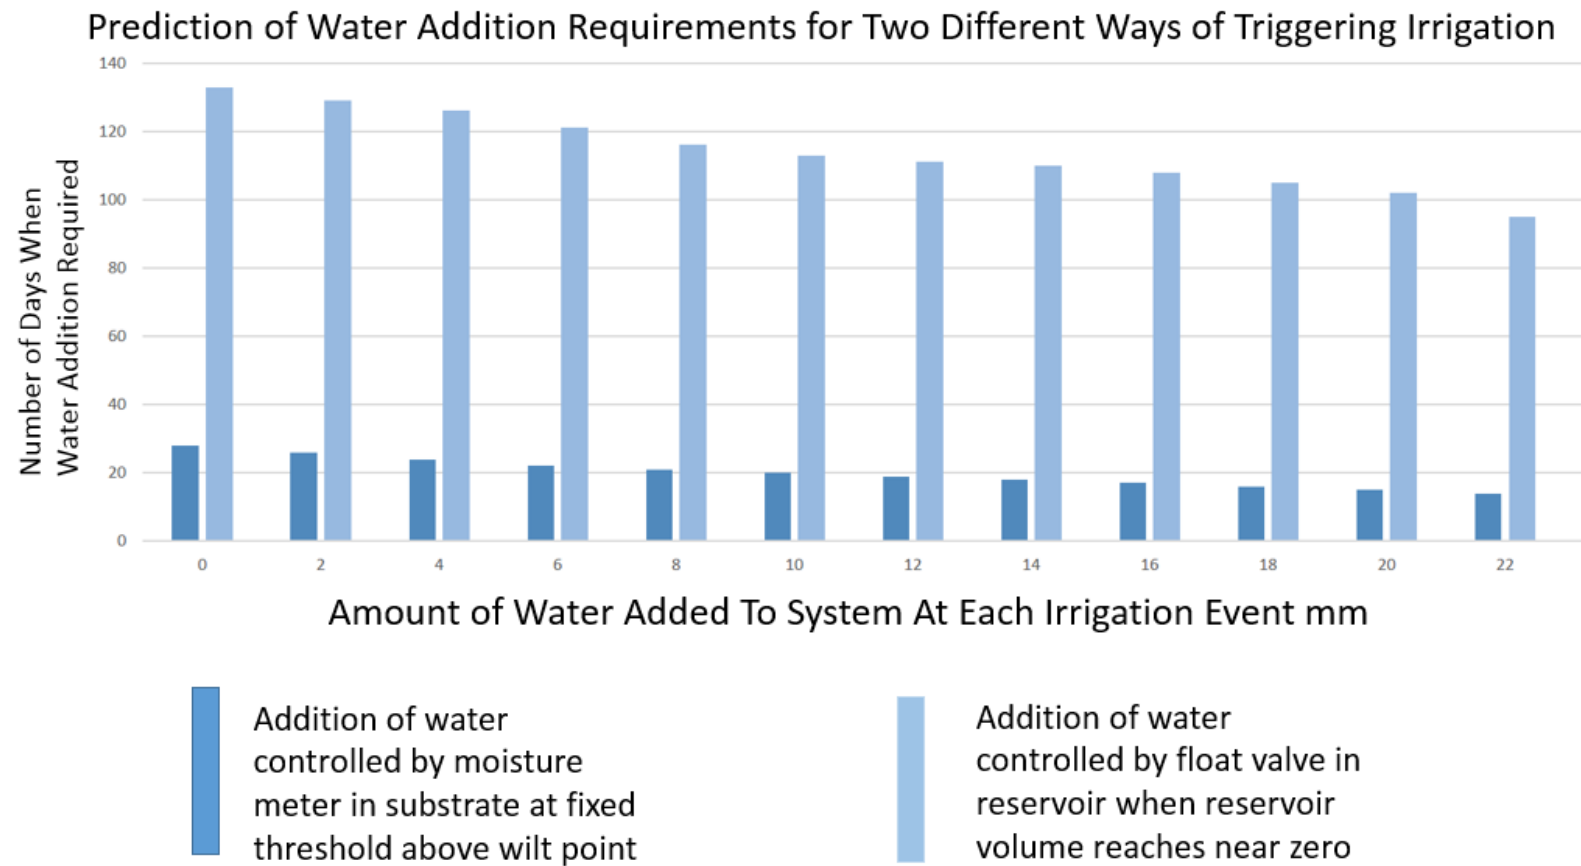 Prediction of Water Addition Requirements for Two Different Ways of Triggering Irrigation
140
120
100
80
60
40
20
0
Number of Days When
Water Addition Required
0 2 4 6 8 10 12 14 16 18 20 22
Amount of Water Added To System At Each Irrigation Event mm
Addition of water
controlled by moisture
meter in substrate at fixed
threshold above wilt point
Addition of water
controlled by float valve in
reservoir when reservoir
volume reaches near zero